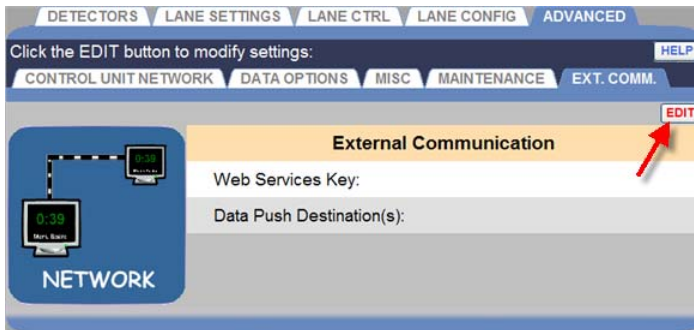 DETECTORS LANE SETTINGS LANE CTRL LANE CONFIG ADVANCED
Click the EDIT button to modify settings:
HELP
CONTROL UNIT NETWORK DATA OPTIONS MISC MAINTENANCE EXT. COMM.
EDIT
External Communication
0:39
Web Services Key:
0:39
Data Push Destination(s):
NETWORK